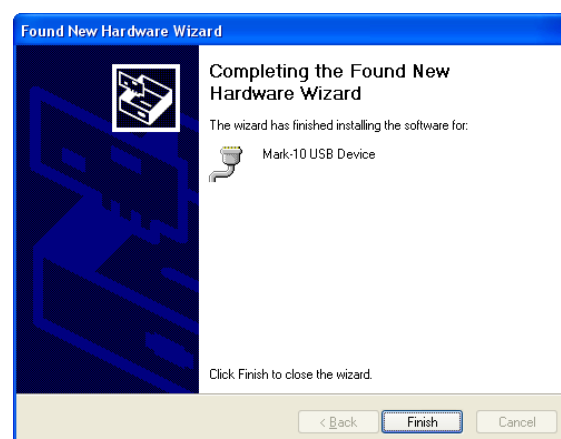 Found New Hardware Wizard
Completing the Found New
Hardware Wizard
The wizard has finished installing the software for:
Mark-10 USB Device
Click Finish to close the wizard.
< Back Finish Cancel